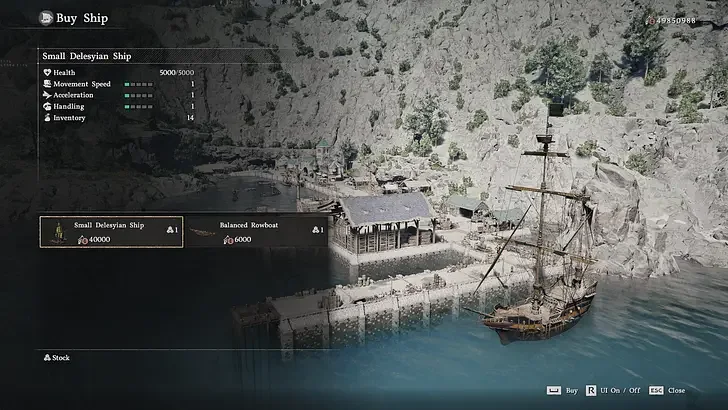 Buy Ship
49850988
Small Delesyian Ship
Health 5000/5000
Movement Speed 1
Acceleration 1
Handling 1
Inventory 14
Small Delesyian Ship 1
40000
Balanced Rowboat 1
6000
Stock
Buy R UI On / Off ESC Close